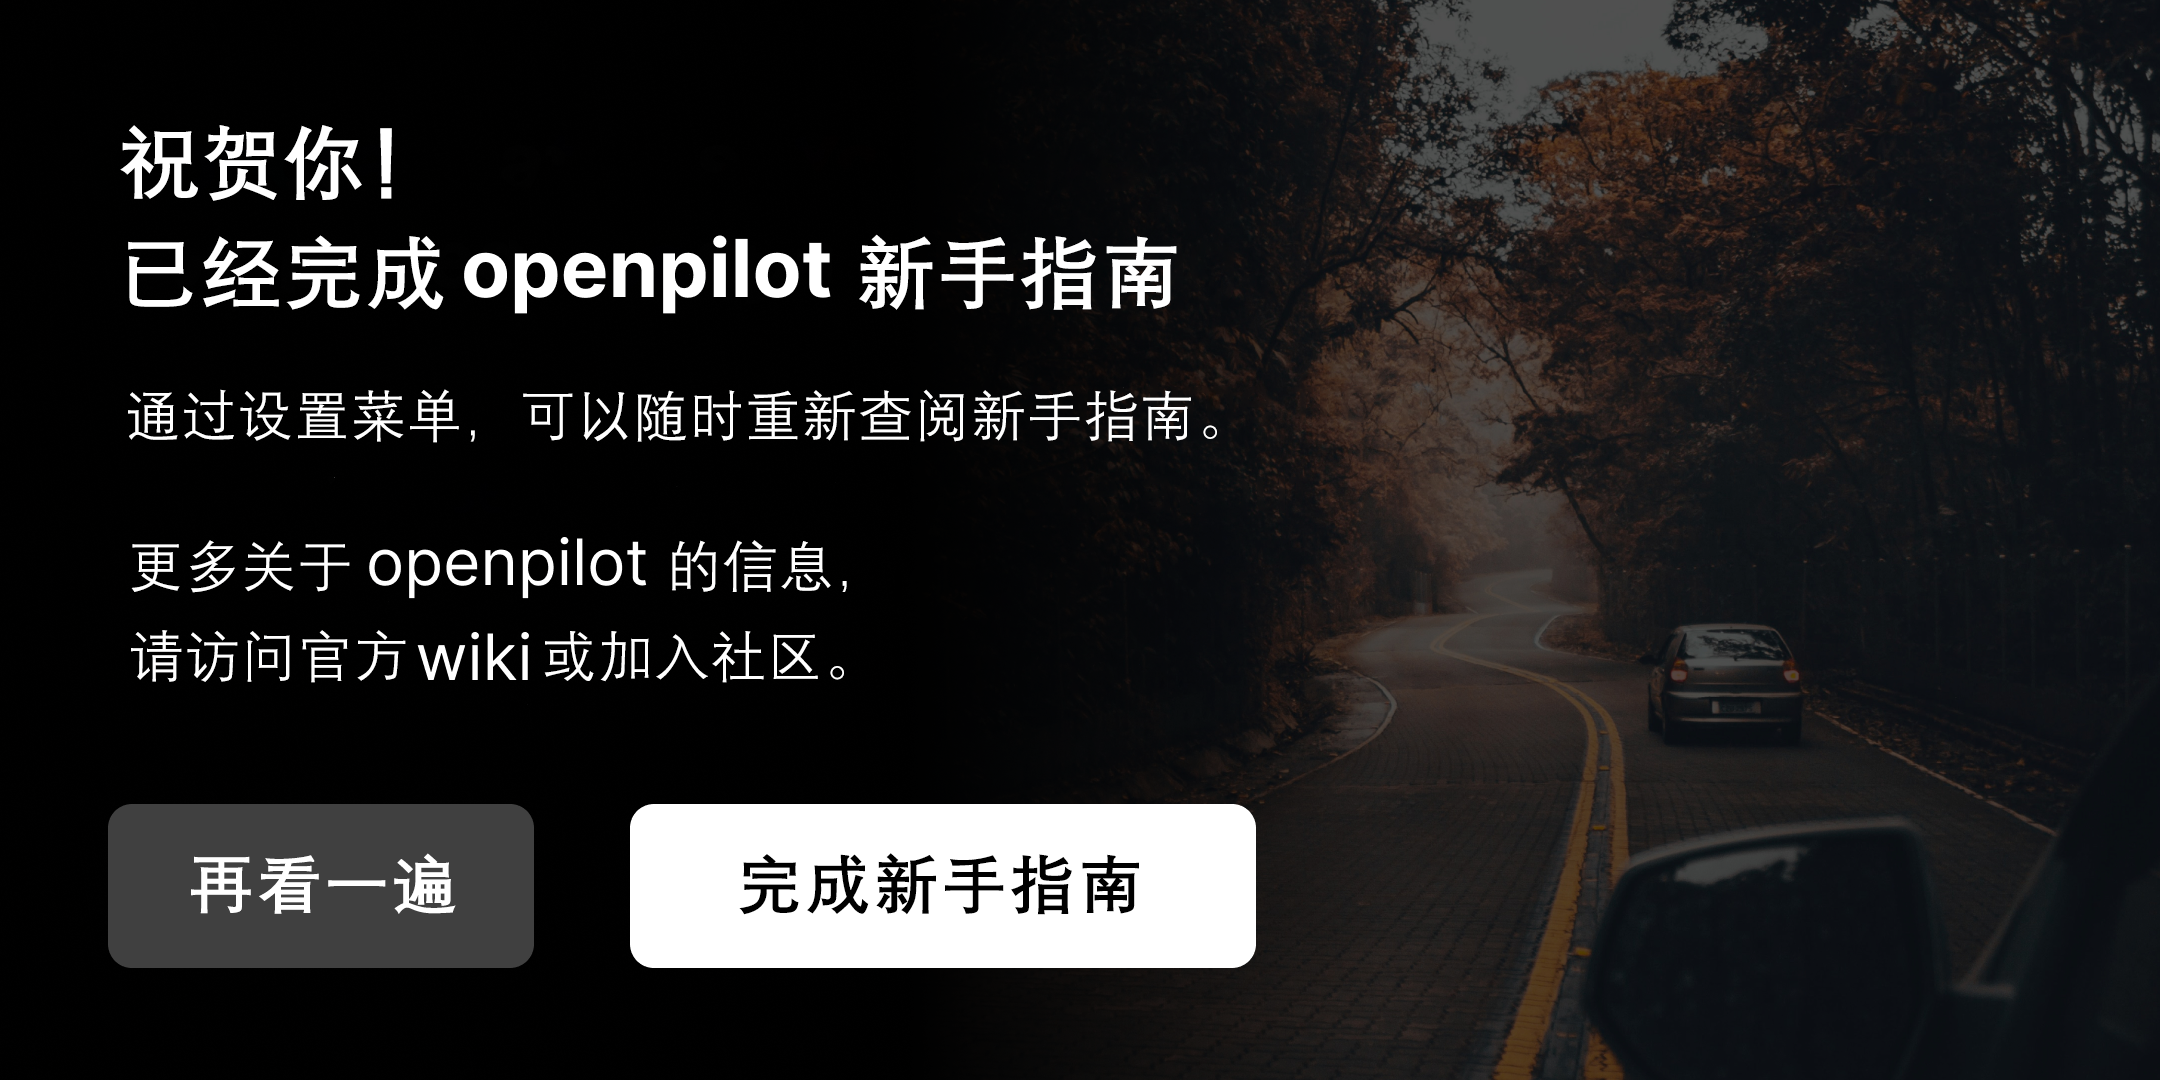 祝贺你！
已经完成 openpilot 新手指南
通过设置菜单，可以随时重新查阅新手指南。
更多关于 openpilot 的信息，
请访问官方 wiki 或加入社区。
再看一遍
完成新手指南